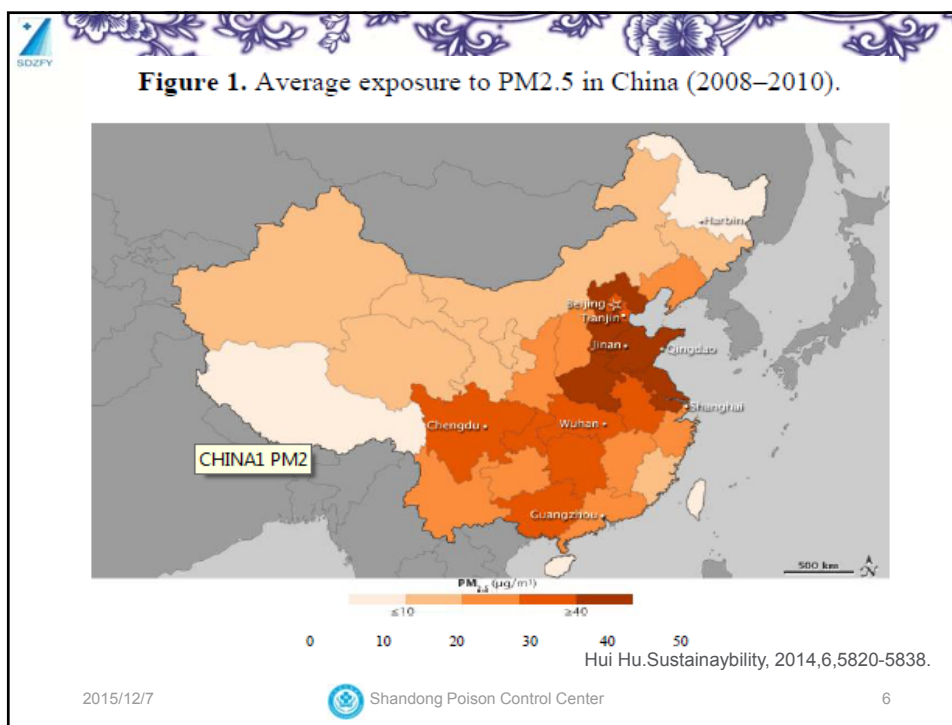 SDZFY
Figure 1. Average exposure to PM2.5 in China (2008–2010).
Harbin
Beijing
Tianjin
Jinan
Qingdao
Shanghai
Chengdu
Wuhan
CHINA1 PM2
Guangzhou
500 km
N
PM2.5 (μg/m³)
≤10 ≥40
0 10 20 30 40 50
Hui Hu.Sustainaybility, 2014,6,5820-5838.
2015/12/7 Shandong Poison Control Center 6